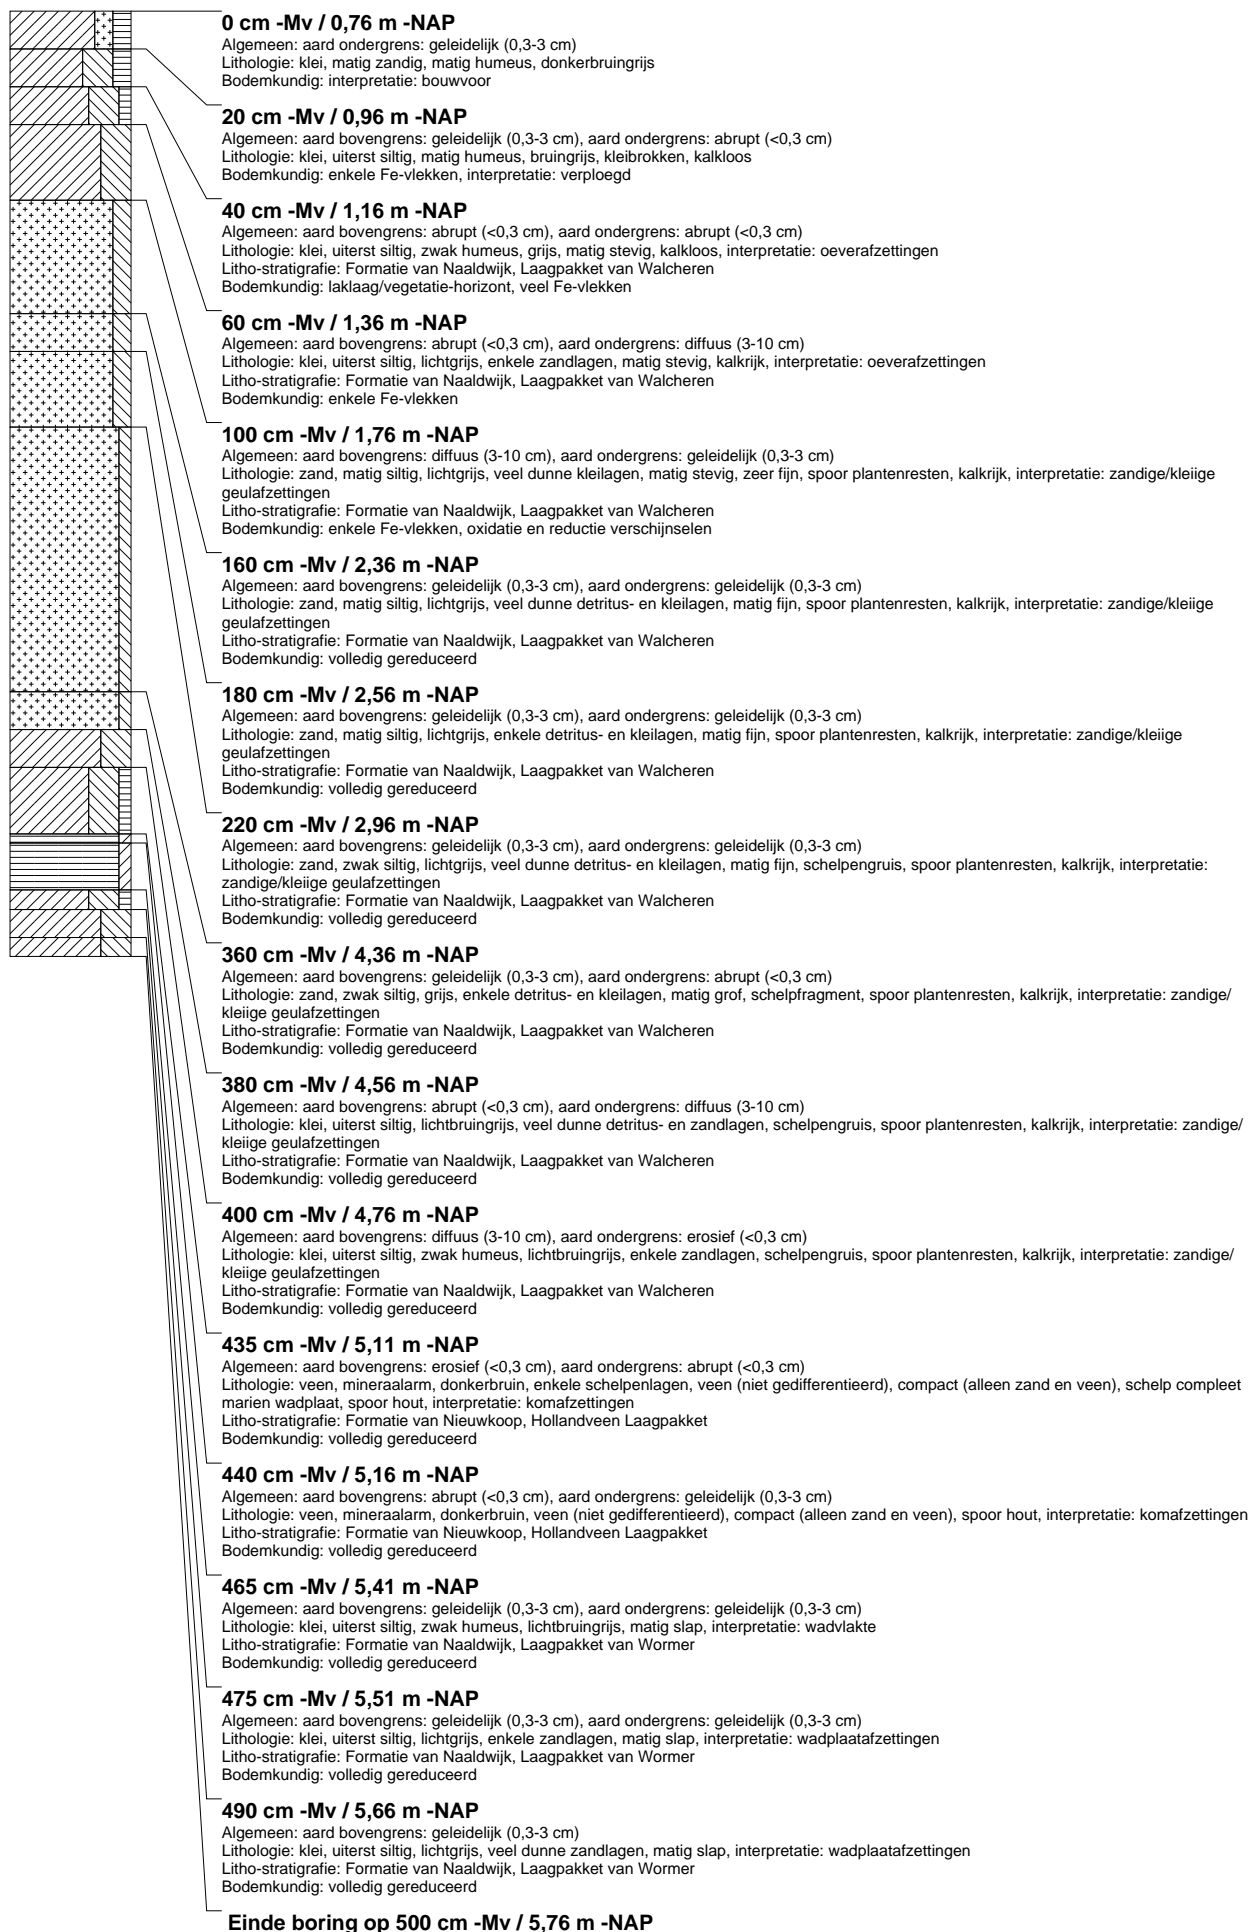 0 cm -Mv / 0,76 m -NAP
Algemeen: aard ondergrens: geleidelijk (0,3-3 cm)
Lithologie: klei, matig zandig, matig humeus, donkerbruingrijs
Bodemkundig: interpretatie: bouwvoor
20 cm -Mv / 0,96 m -NAP
Algemeen: aard bovengrens: geleidelijk (0,3-3 cm), aard ondergrens: abrupt (<0,3 cm)
Lithologie: klei, uiterst siltig, matig humeus, bruingrijs, kleibrokken, kalkloos
Bodemkundig: enkele Fe-vlekken, interpretatie: verploegd
40 cm -Mv / 1,16 m -NAP
Algemeen: aard bovengrens: abrupt (<0,3 cm), aard ondergrens: abrupt (<0,3 cm)
Lithologie: klei, uiterst siltig, zwak humeus, grijs, matig stevig, kalkloos, interpretatie: oeverafzettingen
Litho-stratigrafie: Formatie van Naaldwijk, Laagpakket van Walcheren
Bodemkundig: laklaag/vegetatie-horizont, veel Fe-vlekken
60 cm -Mv / 1,36 m -NAP
Algemeen: aard bovengrens: abrupt (<0,3 cm), aard ondergrens: diffuus (3-10 cm)
Lithologie: klei, uiterst siltig, lichtgrijs, enkele zandlagen, matig stevig, kalkrijk, interpretatie: oeverafzettingen
Litho-stratigrafie: Formatie van Naaldwijk, Laagpakket van Walcheren
Bodemkundig: enkele Fe-vlekken
100 cm -Mv / 1,76 m -NAP
Algemeen: aard bovengrens: diffuus (3-10 cm), aard ondergrens: geleidelijk (0,3-3 cm)
Lithologie: zand, matig siltig, lichtgrijs, veel dunne kleilagen, matig stevig, zeer fijn, spoor plantenresten, kalkrijk, interpretatie: zandige/kleiige
geulafzettingen
Litho-stratigrafie: Formatie van Naaldwijk, Laagpakket van Walcheren
Bodemkundig: enkele Fe-vlekken, oxidatie en reductie verschijnselen
160 cm -Mv / 2,36 m -NAP
Algemeen: aard bovengrens: geleidelijk (0,3-3 cm), aard ondergrens: geleidelijk (0,3-3 cm)
Lithologie: zand, matig siltig, lichtgrijs, veel dunne detritus- en kleilagen, matig fijn, spoor plantenresten, kalkrijk, interpretatie: zandige/kleiige
geulafzettingen
Litho-stratigrafie: Formatie van Naaldwijk, Laagpakket van Walcheren
Bodemkundig: volledig gereduceerd
180 cm -Mv / 2,56 m -NAP
Algemeen: aard bovengrens: geleidelijk (0,3-3 cm), aard ondergrens: geleidelijk (0,3-3 cm)
Lithologie: zand, matig siltig, lichtgrijs, enkele detritus- en kleilagen, matig fijn, spoor plantenresten, kalkrijk, interpretatie: zandige/kleiige
geulafzettingen
Litho-stratigrafie: Formatie van Naaldwijk, Laagpakket van Walcheren
Bodemkundig: volledig gereduceerd
220 cm -Mv / 2,96 m -NAP
Algemeen: aard bovengrens: geleidelijk (0,3-3 cm), aard ondergrens: geleidelijk (0,3-3 cm)
Lithologie: zand, zwak siltig, lichtgrijs, veel dunne detritus- en kleilagen, matig fijn, schelpengruis, spoor plantenresten, kalkrijk, interpretatie:
zandige/kleiige geulafzettingen
Litho-stratigrafie: Formatie van Naaldwijk, Laagpakket van Walcheren
Bodemkundig: volledig gereduceerd
360 cm -Mv / 4,36 m -NAP
Algemeen: aard bovengrens: geleidelijk (0,3-3 cm), aard ondergrens: abrupt (<0,3 cm)
Lithologie: zand, zwak siltig, grijs, enkele detritus- en kleilagen, matig grof, schelpfragment, spoor plantenresten, kalkrijk, interpretatie: zandige/
kleiige geulafzettingen
Litho-stratigrafie: Formatie van Naaldwijk, Laagpakket van Walcheren
Bodemkundig: volledig gereduceerd
380 cm -Mv / 4,56 m -NAP
Algemeen: aard bovengrens: abrupt (<0,3 cm), aard ondergrens: diffuus (3-10 cm)
Lithologie: klei, uiterst siltig, lichtbruingrijs, veel dunne detritus- en zandlagen, schelpengruis, spoor plantenresten, kalkrijk, interpretatie: zandige/
kleiige geulafzettingen
Litho-stratigrafie: Formatie van Naaldwijk, Laagpakket van Walcheren
Bodemkundig: volledig gereduceerd
400 cm -Mv / 4,76 m -NAP
Algemeen: aard bovengrens: diffuus (3-10 cm), aard ondergrens: erosief (<0,3 cm)
Lithologie: klei, uiterst siltig, zwak humeus, lichtbruingrijs, enkele zandlagen, schelpengruis, spoor plantenresten, kalkrijk, interpretatie: zandige/
kleiige geulafzettingen
Litho-stratigrafie: Formatie van Naaldwijk, Laagpakket van Walcheren
Bodemkundig: volledig gereduceerd
435 cm -Mv / 5,11 m -NAP
Algemeen: aard bovengrens: erosief (<0,3 cm), aard ondergrens: abrupt (<0,3 cm)
Lithologie: veen, mineraalarm, donkerbruin, enkele schelpenlagen, veen (niet gedifferentieerd), compact (alleen zand en veen), schelp compleet
marien wadplaat, spoor hout, interpretatie: komafzettingen
Litho-stratigrafie: Formatie van Nieuwkoop, Hollandveen Laagpakket
Bodemkundig: volledig gereduceerd
440 cm -Mv / 5,16 m -NAP
Algemeen: aard bovengrens: abrupt (<0,3 cm), aard ondergrens: geleidelijk (0,3-3 cm)
Lithologie: veen, mineraalarm, donkerbruin, veen (niet gedifferentieerd), compact (alleen zand en veen), spoor hout, interpretatie: komafzettingen
Litho-stratigrafie: Formatie van Nieuwkoop, Hollandveen Laagpakket
Bodemkundig: volledig gereduceerd
465 cm -Mv / 5,41 m -NAP
Algemeen: aard bovengrens: geleidelijk (0,3-3 cm), aard ondergrens: geleidelijk (0,3-3 cm)
Lithologie: klei, uiterst siltig, zwak humeus, lichtbruingrijs, matig slap, interpretatie: wadvlakte
Litho-stratigrafie: Formatie van Naaldwijk, Laagpakket van Wormer
Bodemkundig: volledig gereduceerd
475 cm -Mv / 5,51 m -NAP
Algemeen: aard bovengrens: geleidelijk (0,3-3 cm), aard ondergrens: geleidelijk (0,3-3 cm)
Lithologie: klei, uiterst siltig, lichtgrijs, enkele zandlagen, matig slap, interpretatie: wadplaatafzettingen
Litho-stratigrafie: Formatie van Naaldwijk, Laagpakket van Wormer
Bodemkundig: volledig gereduceerd
490 cm -Mv / 5,66 m -NAP
Algemeen: aard bovengrens: geleidelijk (0,3-3 cm)
Lithologie: klei, uiterst siltig, lichtgrijs, veel dunne zandlagen, matig slap, interpretatie: wadplaatafzettingen
Litho-stratigrafie: Formatie van Naaldwijk, Laagpakket van Wormer
Bodemkundig: volledig gereduceerd
Einde boring op 500 cm -Mv / 5,76 m -NAP